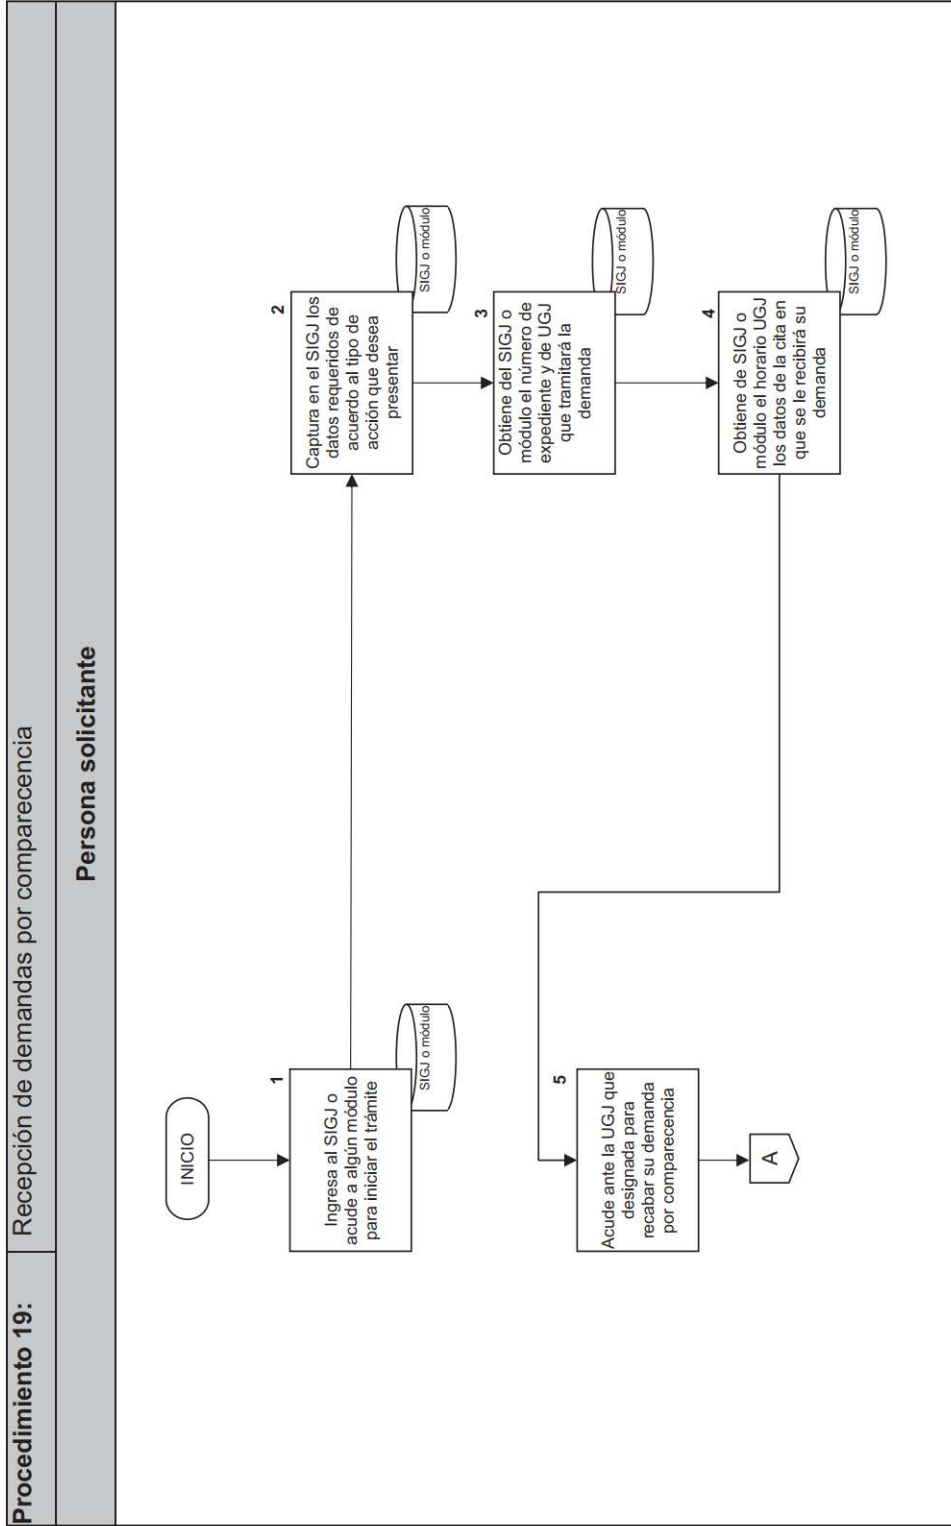 Procedimiento 19:
Recepción de demandas por comparecencia
Persona solicitante
INICIO
1
Ingresa al SIGJ o
acude a algún módulo
para iniciar el trámite
SIGJ o módulo
2
Captura en el SIGJ los
datos requeridos de
acuerdo al tipo de
acción que desea
presentar
SIGJ o módulo
3
Obtiene del SIGJ o
módulo el número de
expediente y de UGJ
que tramitará la
demanda
SIGJ o módulo
4
Obtiene de SIGJ o
módulo el horario UGJ
los datos de la cita en
que se le recibirá su
demanda
SIGJ o módulo
5
Acude ante la UGJ que
designada para
recabar su demanda
por comparecencia
A